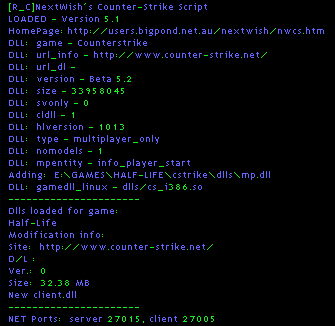 [R_C]NextWish's Counter-Strike Script
LOADED - Version 5.1
HomePage: http://users.bigpond.net.au/nextwish/nwcs.htm
DLL:  game - Counterstrike
DLL:  url_info - http://www.counter-strike.net/
DLL:  url_dl -
DLL:  version - Beta 5.2
DLL:  size - 33958045
DLL:  svonly - 0
DLL:  cldll - 1
DLL:  hlversion - 1013
DLL:  type - multiplayer_only
DLL:  nomodels - 1
DLL:  mpentity - info_player_start
Adding:  E:\GAMES\HALF-LIFE\cstrike\dlls\mp.dll
DLL:  gamedll_linux - dlls/cs_i386.so
----------------------
Dlls loaded for game:
Half-Life
Modification info:
Site:  http://www.counter-strike.net/
D/L :
Ver.:  0
Size:  32.38 MB
New client.dll
----------------------
NET Ports:  server 27015, client 27005